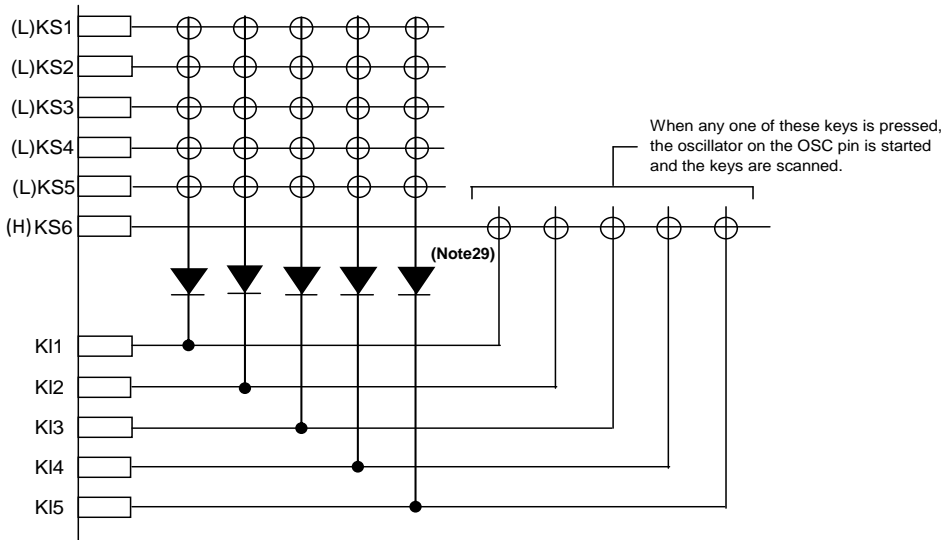 (L)KS1
(L)KS2
(L)KS3
(L)KS4
(L)KS5
(H)KS6
When any one of these keys is pressed,
the oscillator on the OSC pin is started
and the keys are scanned.
(Note29)
KI1
KI2
KI3
KI4
KI5